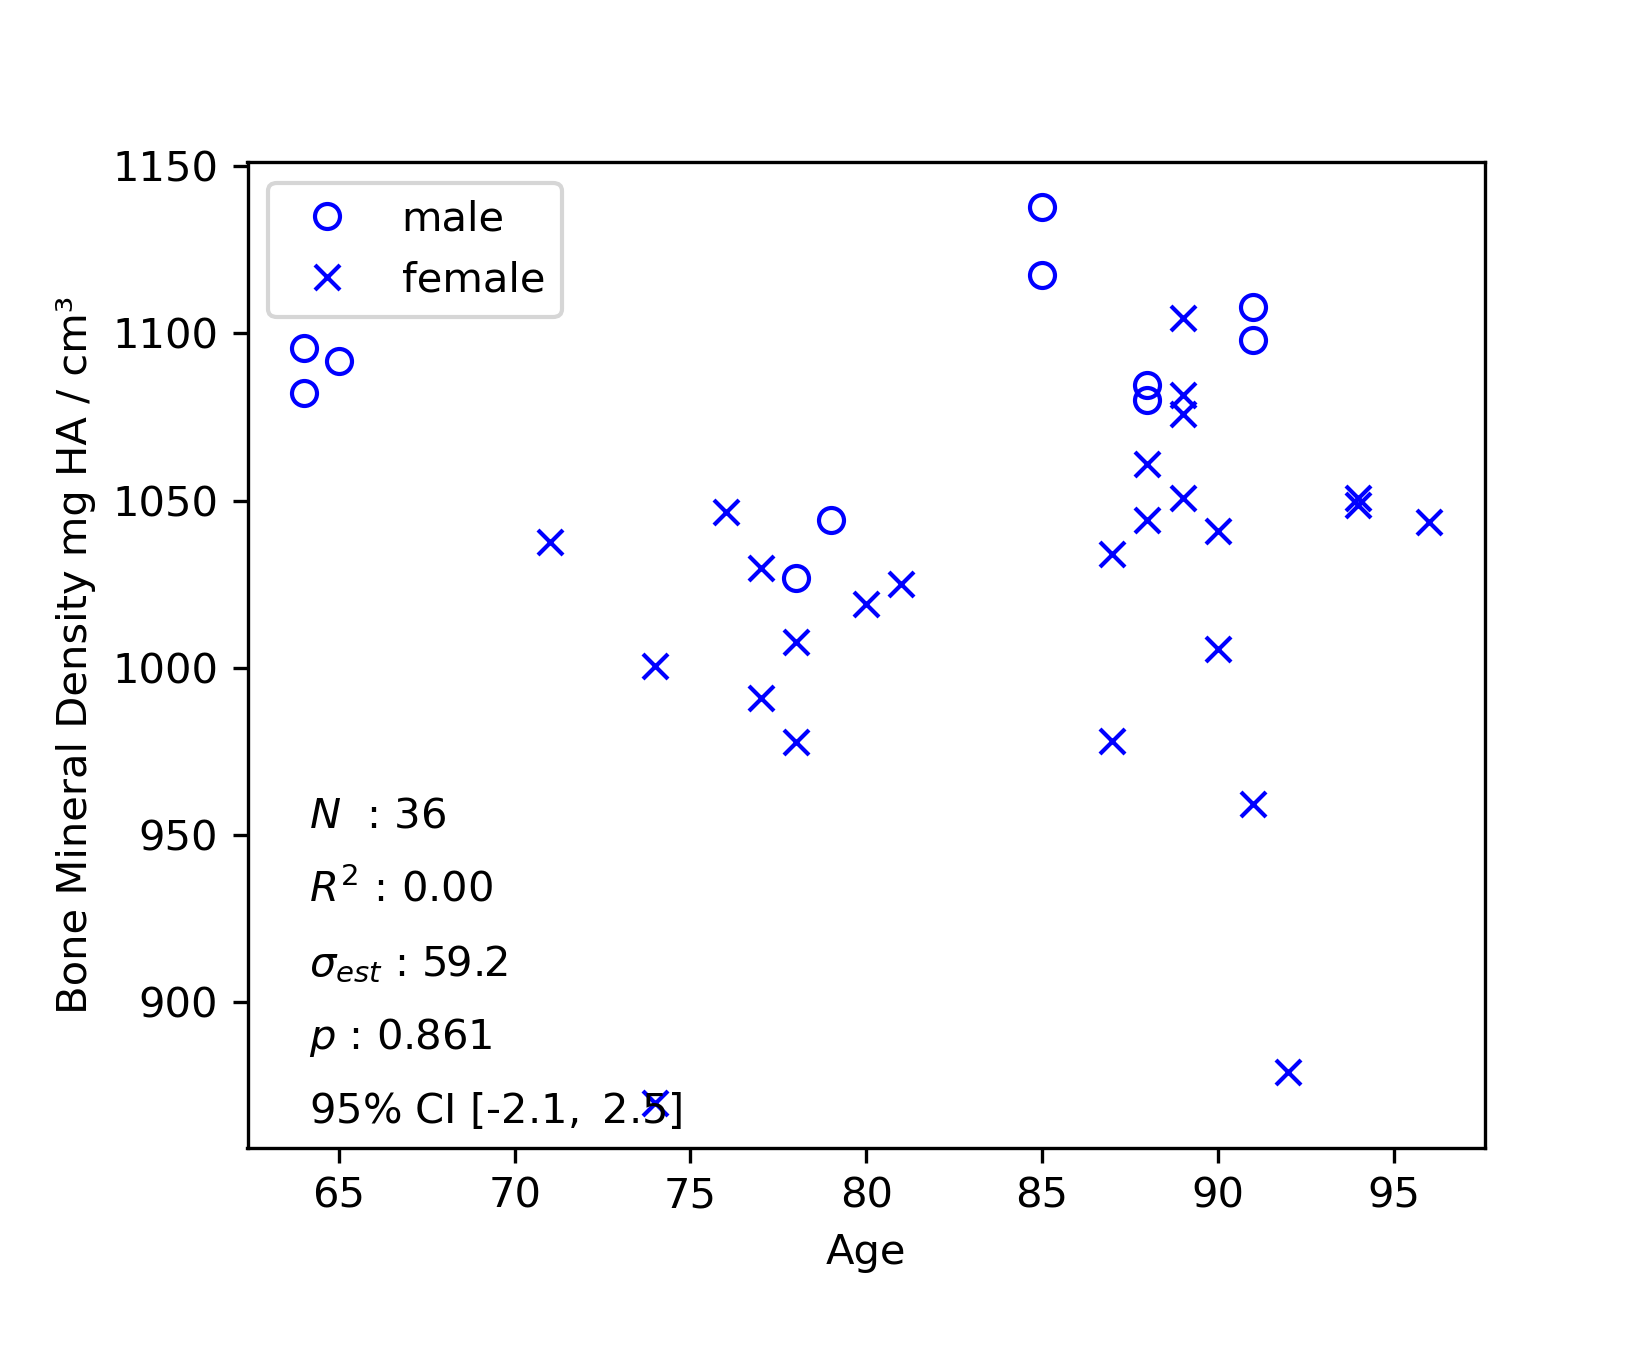 male
female
1150
1100
1050
1000
950
900
Bone Mineral Density mg HA / cm³
N : 36
R² : 0.00
σest : 59.2
p : 0.861
95% CI [-2.1, 2.5]
65 70 75 80 85 90 95
Age